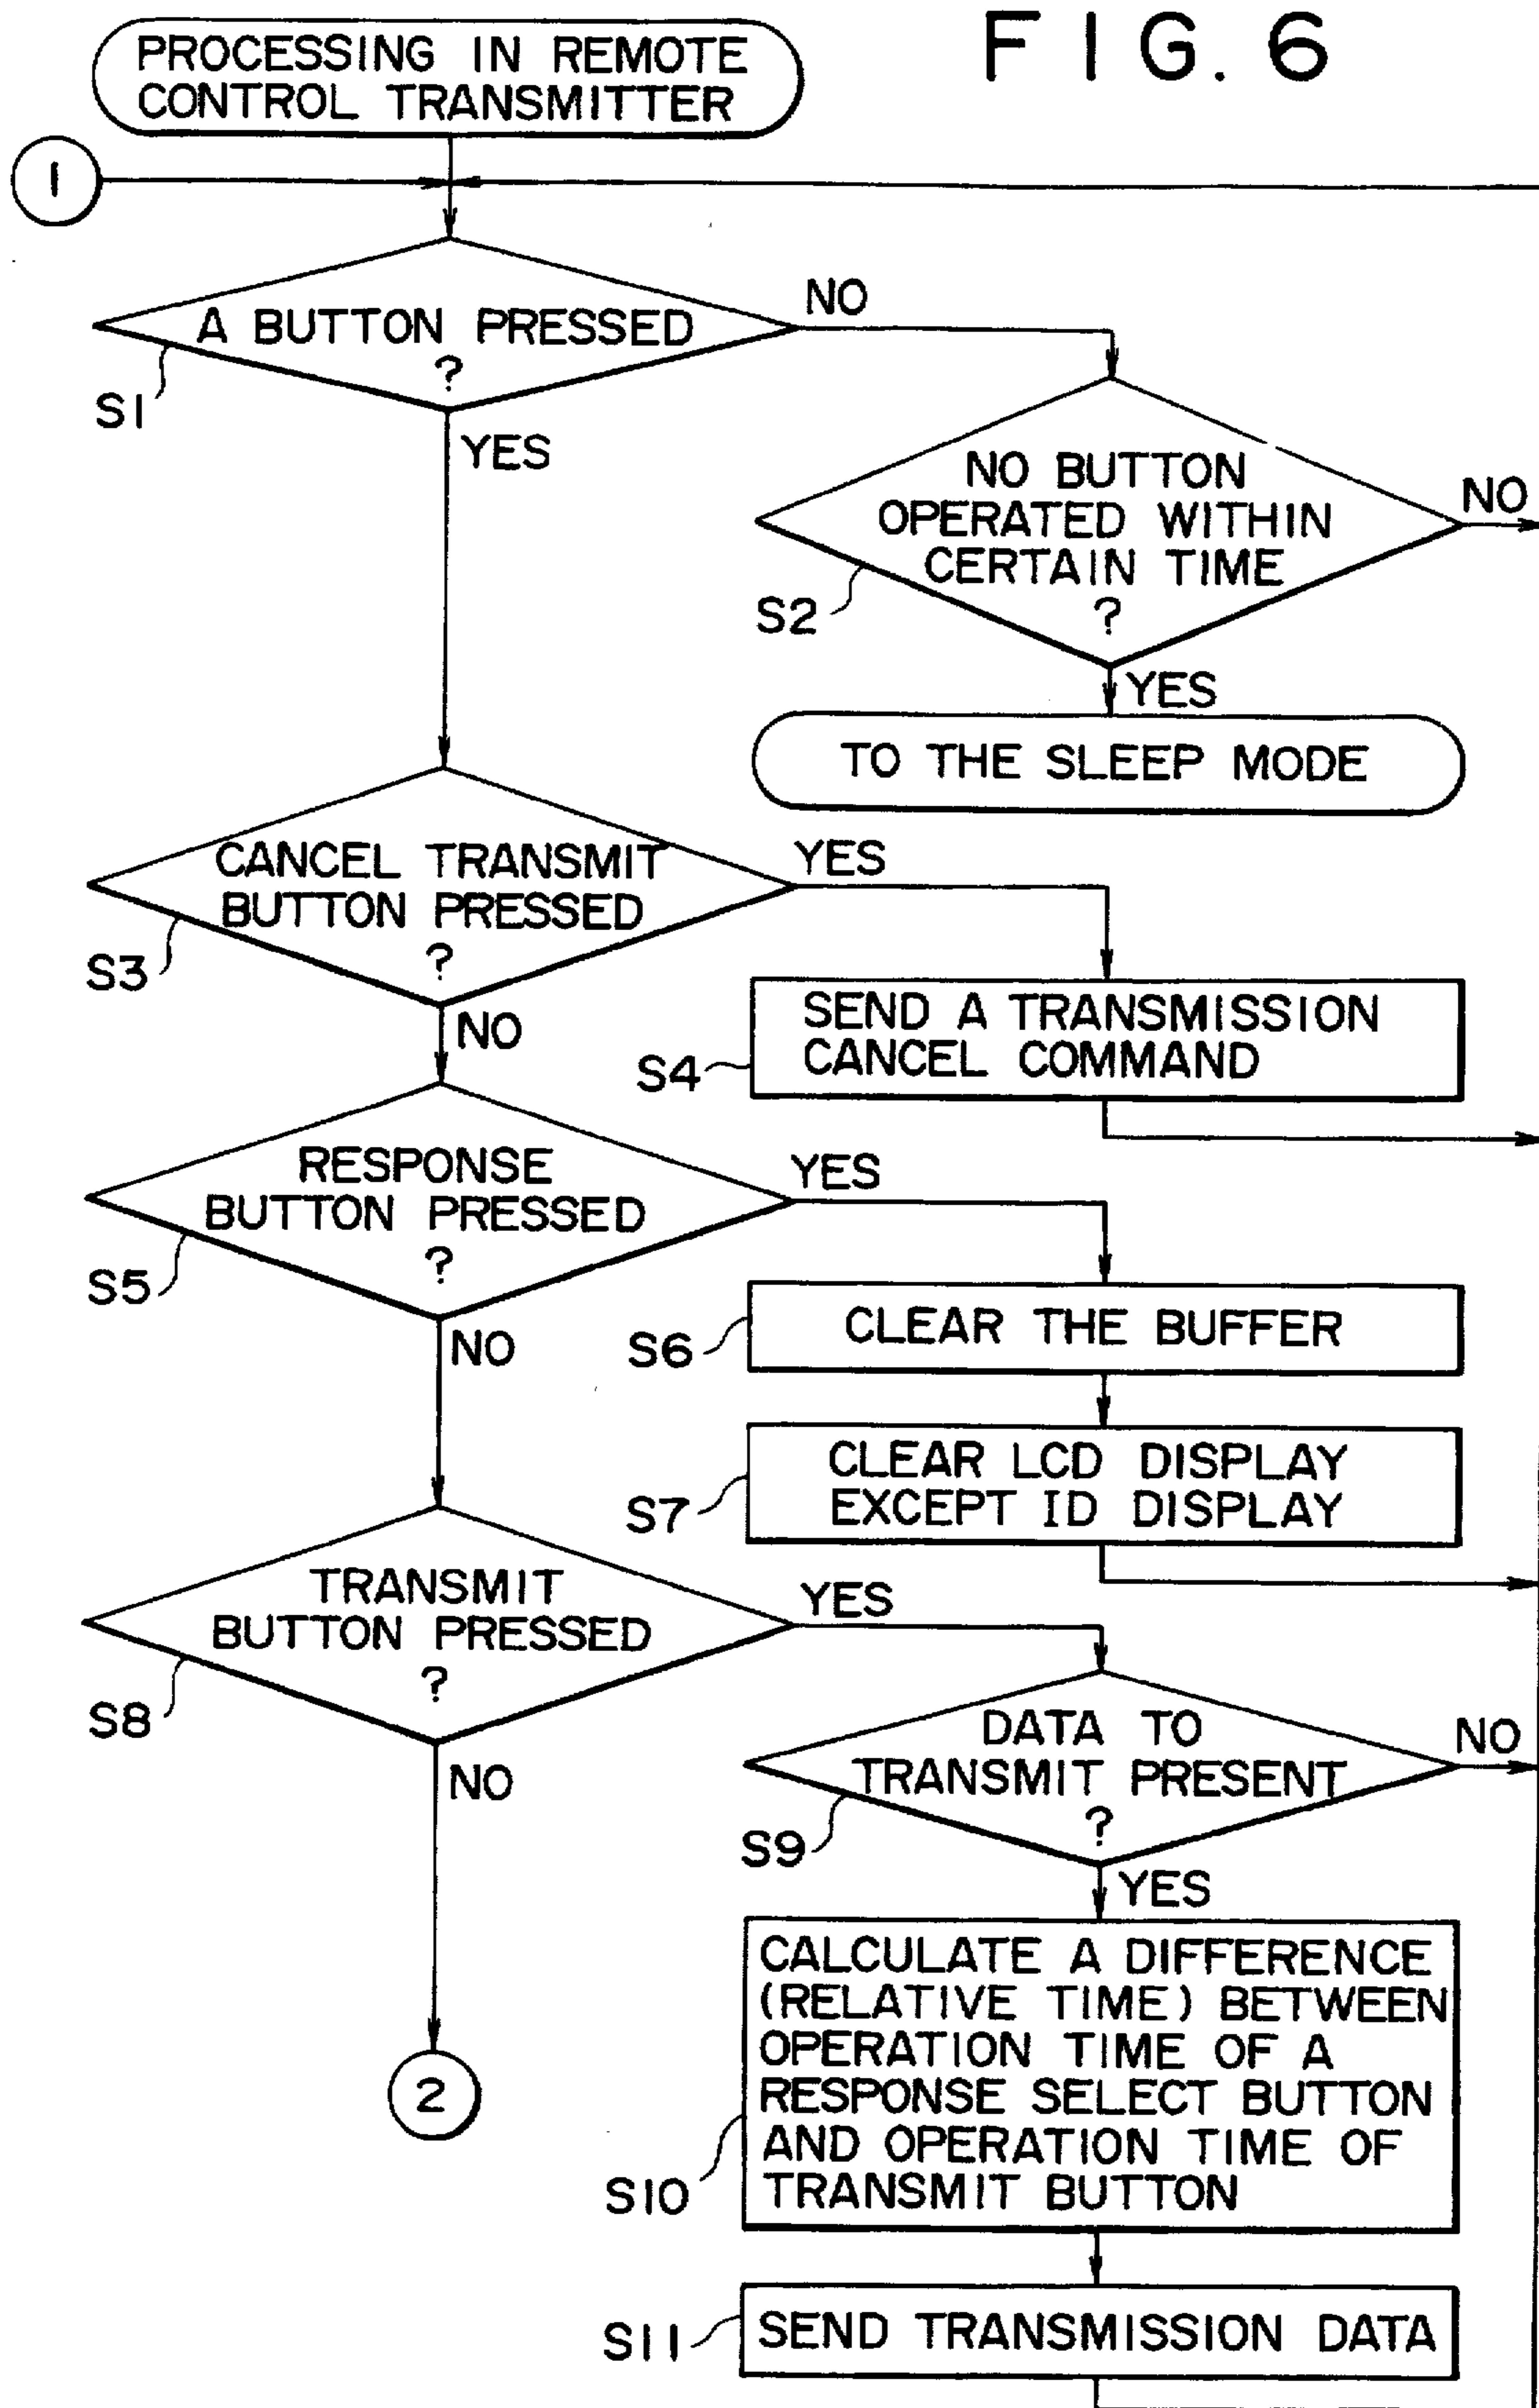 FIG. 6
PROCESSING IN REMOTE
CONTROL TRANSMITTER
1
A BUTTON PRESSED
?
S1
NO
YES
NO BUTTON
OPERATED WITHIN
CERTAIN TIME
?
S2
NO
YES
TO THE SLEEP MODE
CANCEL TRANSMIT
BUTTON PRESSED
?
S3
YES
NO
SEND A TRANSMISSION
CANCEL COMMAND
S4
RESPONSE
BUTTON PRESSED
?
S5
YES
NO
CLEAR THE BUFFER
S6
CLEAR LCD DISPLAY
EXCEPT ID DISPLAY
S7
TRANSMIT
BUTTON PRESSED
?
S8
YES
NO
DATA TO
TRANSMIT PRESENT
?
S9
NO
YES
2
CALCULATE A DIFFERENCE
(RELATIVE TIME) BETWEEN
OPERATION TIME OF A
RESPONSE SELECT BUTTON
AND OPERATION TIME OF
TRANSMIT BUTTON
S10
SEND TRANSMISSION DATA
S11